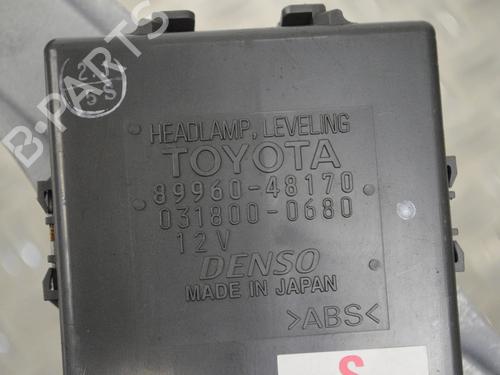 B-PARTS
HEADLAMP, LEVELING
TOYOTA
89960-48170
031800-0680
12V
DENSO
MADE IN JAPAN
>ABS<
S